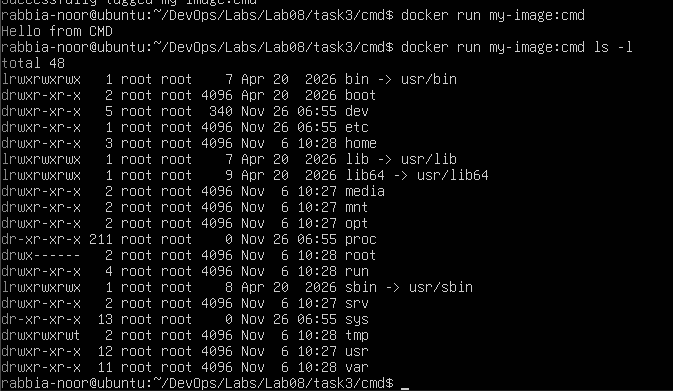 Successfully tagged my-image:cmd
rabbia-noor@ubuntu:~/DevOps/Labs/Lab08/task3/cmd$ docker run my-image:cmd
Hello from CMD
rabbia-noor@ubuntu:~/DevOps/Labs/Lab08/task3/cmd$ docker run my-image:cmd ls -l
total 48
lrwxrwxrwx   1 root root    7 Apr 20  2026 bin -> usr/bin
drwxr-xr-x   2 root root 4096 Apr 20  2026 boot
drwxr-xr-x   5 root root  340 Nov 26 06:55 dev
drwxr-xr-x   1 root root 4096 Nov 26 06:55 etc
drwxr-xr-x   3 root root 4096 Nov  6 10:28 home
lrwxrwxrwx   1 root root    7 Apr 20  2026 lib -> usr/lib
lrwxrwxrwx   1 root root    9 Apr 20  2026 lib64 -> usr/lib64
drwxr-xr-x   2 root root 4096 Nov  6 10:27 media
drwxr-xr-x   2 root root 4096 Nov  6 10:27 mnt
drwxr-xr-x   2 root root 4096 Nov  6 10:27 opt
dr-xr-xr-x 211 root root    0 Nov 26 06:55 proc
drwx------   2 root root 4096 Nov  6 10:28 root
drwxr-xr-x   4 root root 4096 Nov  6 10:28 run
lrwxrwxrwx   1 root root    8 Apr 20  2026 sbin -> usr/sbin
drwxr-xr-x   2 root root 4096 Nov  6 10:27 srv
dr-xr-xr-x  13 root root    0 Nov 26 06:55 sys
drwxrwxrwt   2 root root 4096 Nov  6 10:28 tmp
drwxr-xr-x  12 root root 4096 Nov  6 10:27 usr
drwxr-xr-x  11 root root 4096 Nov  6 10:28 var
rabbia-noor@ubuntu:~/DevOps/Labs/Lab08/task3/cmd$ _